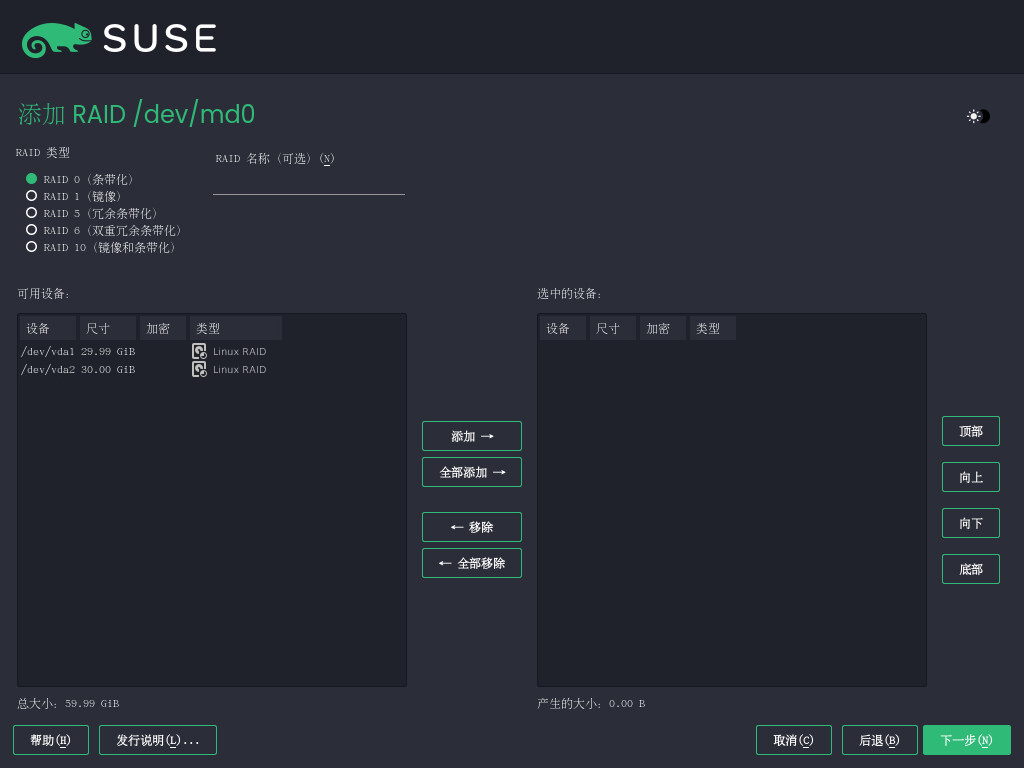 SUSE
添加 RAID /dev/md0
RAID 类型
RAID 名称（可选）(N)
RAID 0（条带化）
RAID 1（镜像）
RAID 5（冗余条带化）
RAID 6（双重冗余条带化）
RAID 10（镜像和条带化）
可用设备：
选中的设备：
设备 尺寸 加密 类型
设备 尺寸 加密 类型
/dev/vda1 29.99 GiB Linux RAID
/dev/vda2 30.00 GiB Linux RAID
添加 →
全部添加 →
← 移除
← 全部移除
顶部
向上
向下
底部
总大小：59.99 GiB
产生的大小：0.00 B
帮助(H)
发行说明(L)...
取消(C)
后退(B)
下一步(N)